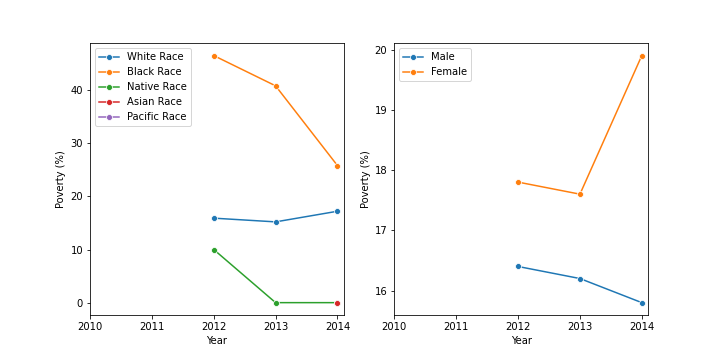 White Race
Black Race
Native Race
Asian Race
Pacific Race
Poverty (%)
40
30
20
10
0
2010 2011 2012 2013 2014
Year
Male
Female
Poverty (%)
20
19
18
17
16
2010 2011 2012 2013 2014
Year